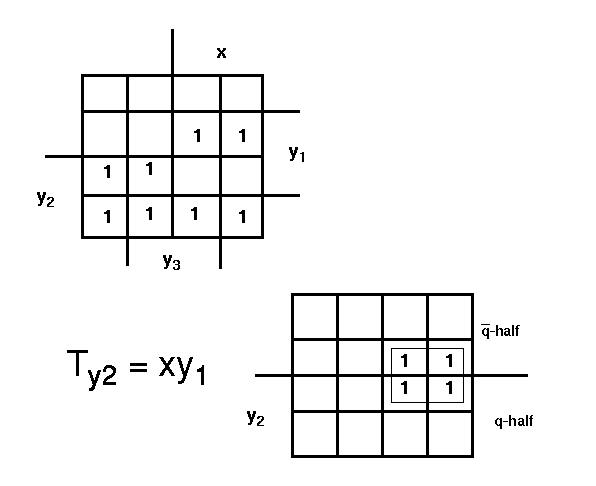 x
1 1
y1
1 1
y2
1 1 1 1
y3
q̅-half
1 1
Ty2 = xy1
1 1
y2
q-half